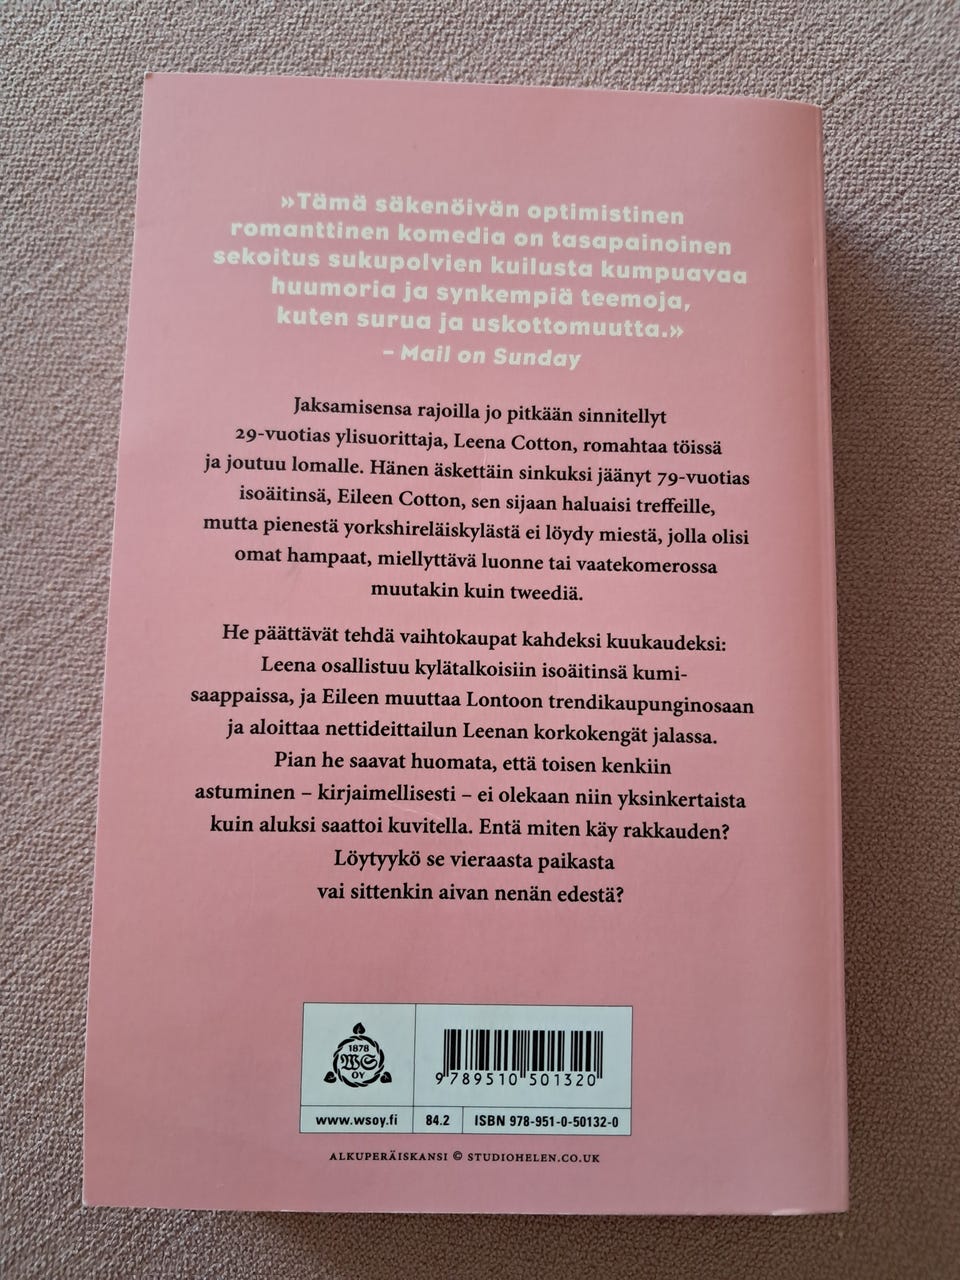 »Tämä säkenöivän optimistinen
romanttinen komedia on tasapainoinen
sekoitus sukupolvien kuilusta kumpuavaa
huumoria ja synkempiä teemoja,
kuten surua ja uskottomuutta.»
– Mail on Sunday
Jaksamisensa rajoilla jo pitkään sinnitellyt
29-vuotias ylisuorittaja, Leena Cotton, romahtaa töissä
ja joutuu lomalle. Hänen äskettäin sinkuksi jäänyt 79-vuotias
isoäitinsä, Eileen Cotton, sen sijaan haluaisi treffeille,
mutta pienestä yorkshireläiskylästä ei löydy miestä, jolla olisi
omat hampaat, miellyttävä luonne tai vaatekomerossa
muutakin kuin tweediä.
He päättävät tehdä vaihtokaupat kahdeksi kuukaudeksi:
Leena osallistuu kylätalkoisiin isoäitinsä kumi-
saappaissa, ja Eileen muuttaa Lontoon trendikaupunginosaan
ja aloittaa nettideittailun Leenan korkokengät jalassa.
Pian he saavat huomata, että toisen kenkiin
astuminen – kirjaimellisesti – ei olekaan niin yksinkertaista
kuin aluksi saattoi kuvitella. Entä miten käy rakkauden?
Löytyykö se vieraasta paikasta
vai sittenkin aivan nenän edestä?
1878
WS
OY
9 789510 501320
www.wsoy.fi
84.2
ISBN 978-951-0-50132-0
ALKUPERÄISKANSI © STUDIOHELEN.CO.UK